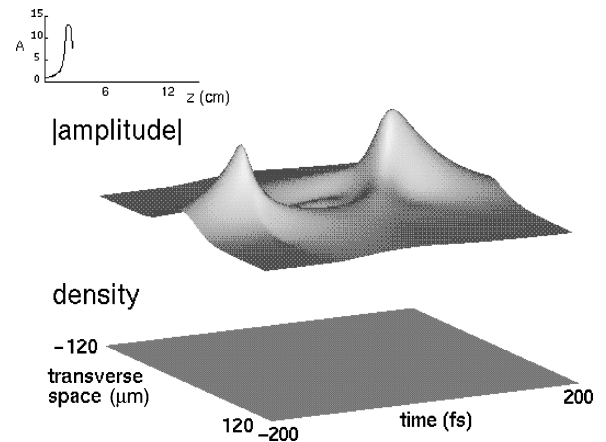 15
10
A
5
0
6
12
z (cm)
|amplitude|
density
-120
transverse
space (μm)
120
-200
time (fs)
200